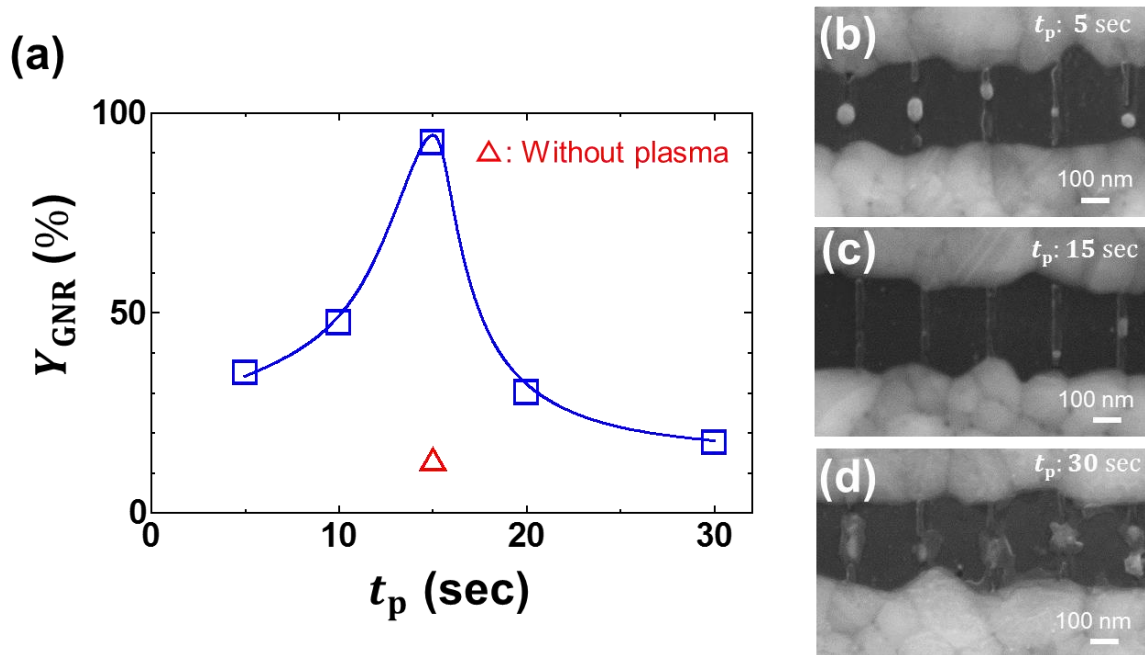 (a)
100
50
0
Y_GNR (%)
△: Without plasma
0 10 20 30
t_p (sec)
(b) t_p: 5 sec
100 nm
(c) t_p: 15 sec
100 nm
(d) t_p: 30 sec
100 nm